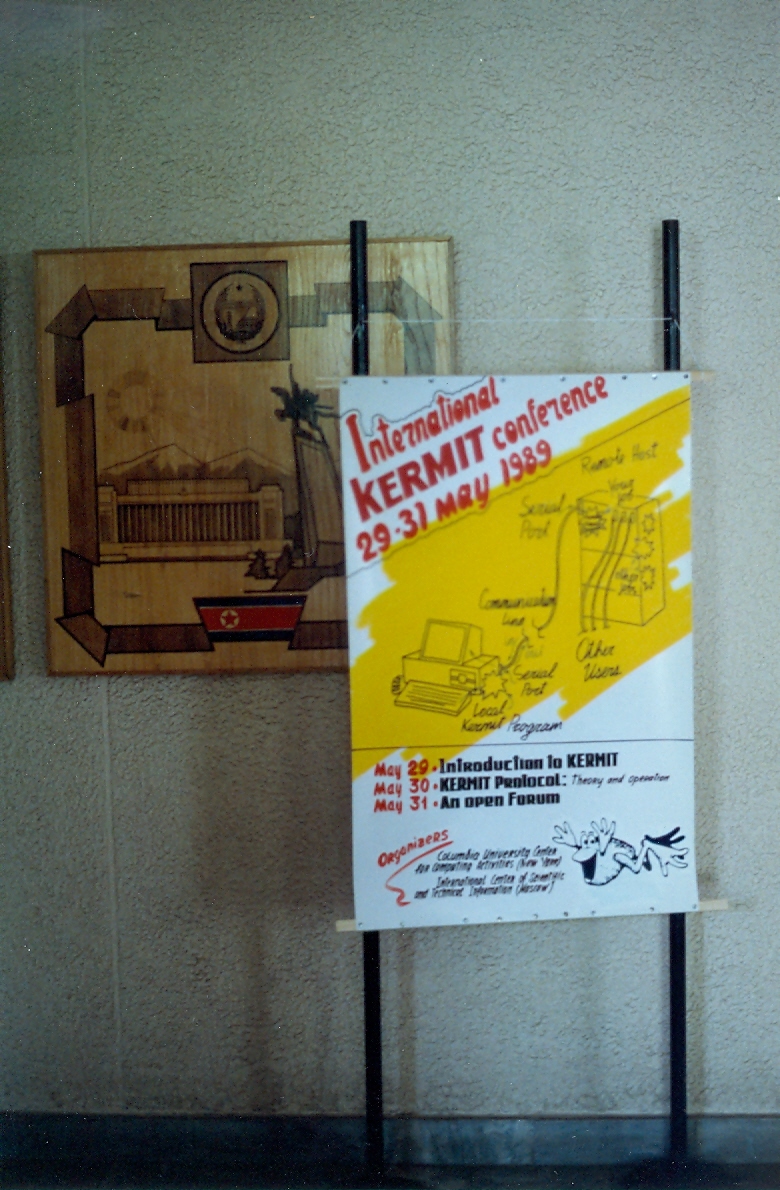 International
KERMIT conference
29-31 May 1989
Remote Host
Your
Serial
Port
Communication
Line
Other
Users
Serial
Port
Local
Kermit Program
May 29 • Introduction to KERMIT
May 30 • KERMIT Protocol: Theory and operation
May 31 • An open Forum
Organizers
Columbia University Center
for Computing Activities (New York)
International Center of Scientific
and Technical Information (Moscow)